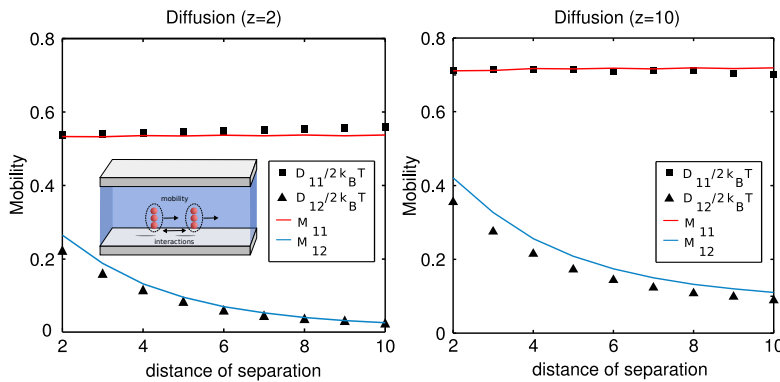 Diffusion (z=2)
Mobility
0.8
0.6
0.4
0.2
0
2
4
6
8
10
distance of separation
mobility
interactions
D11/2kBT
D12/2kBT
M11
M12
Diffusion (z=10)
Mobility
0.8
0.6
0.4
0.2
0
2
4
6
8
10
distance of separation
D11/2kBT
D12/2kBT
M11
M12